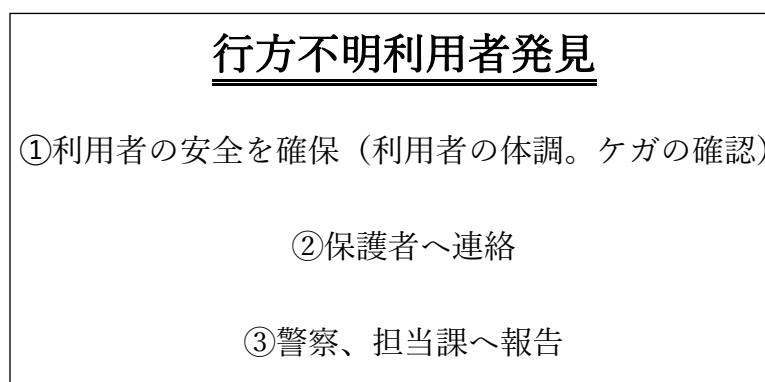 行方不明利用者発見
①利用者の安全を確保（利用者の体調。ケガの確認）
②保護者へ連絡
③警察、担当課へ報告